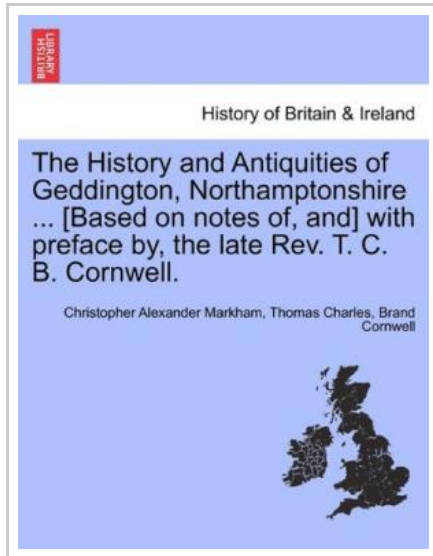 BRITISH
LIBRARY
History of Britain & Ireland
The History and Antiquities of
Geddington, Northamptonshire
... [Based on notes of, and] with
preface by, the late Rev. T. C.
B. Cornwell.
Christopher Alexander Markham, Thomas Charles, Brand
Cornwell